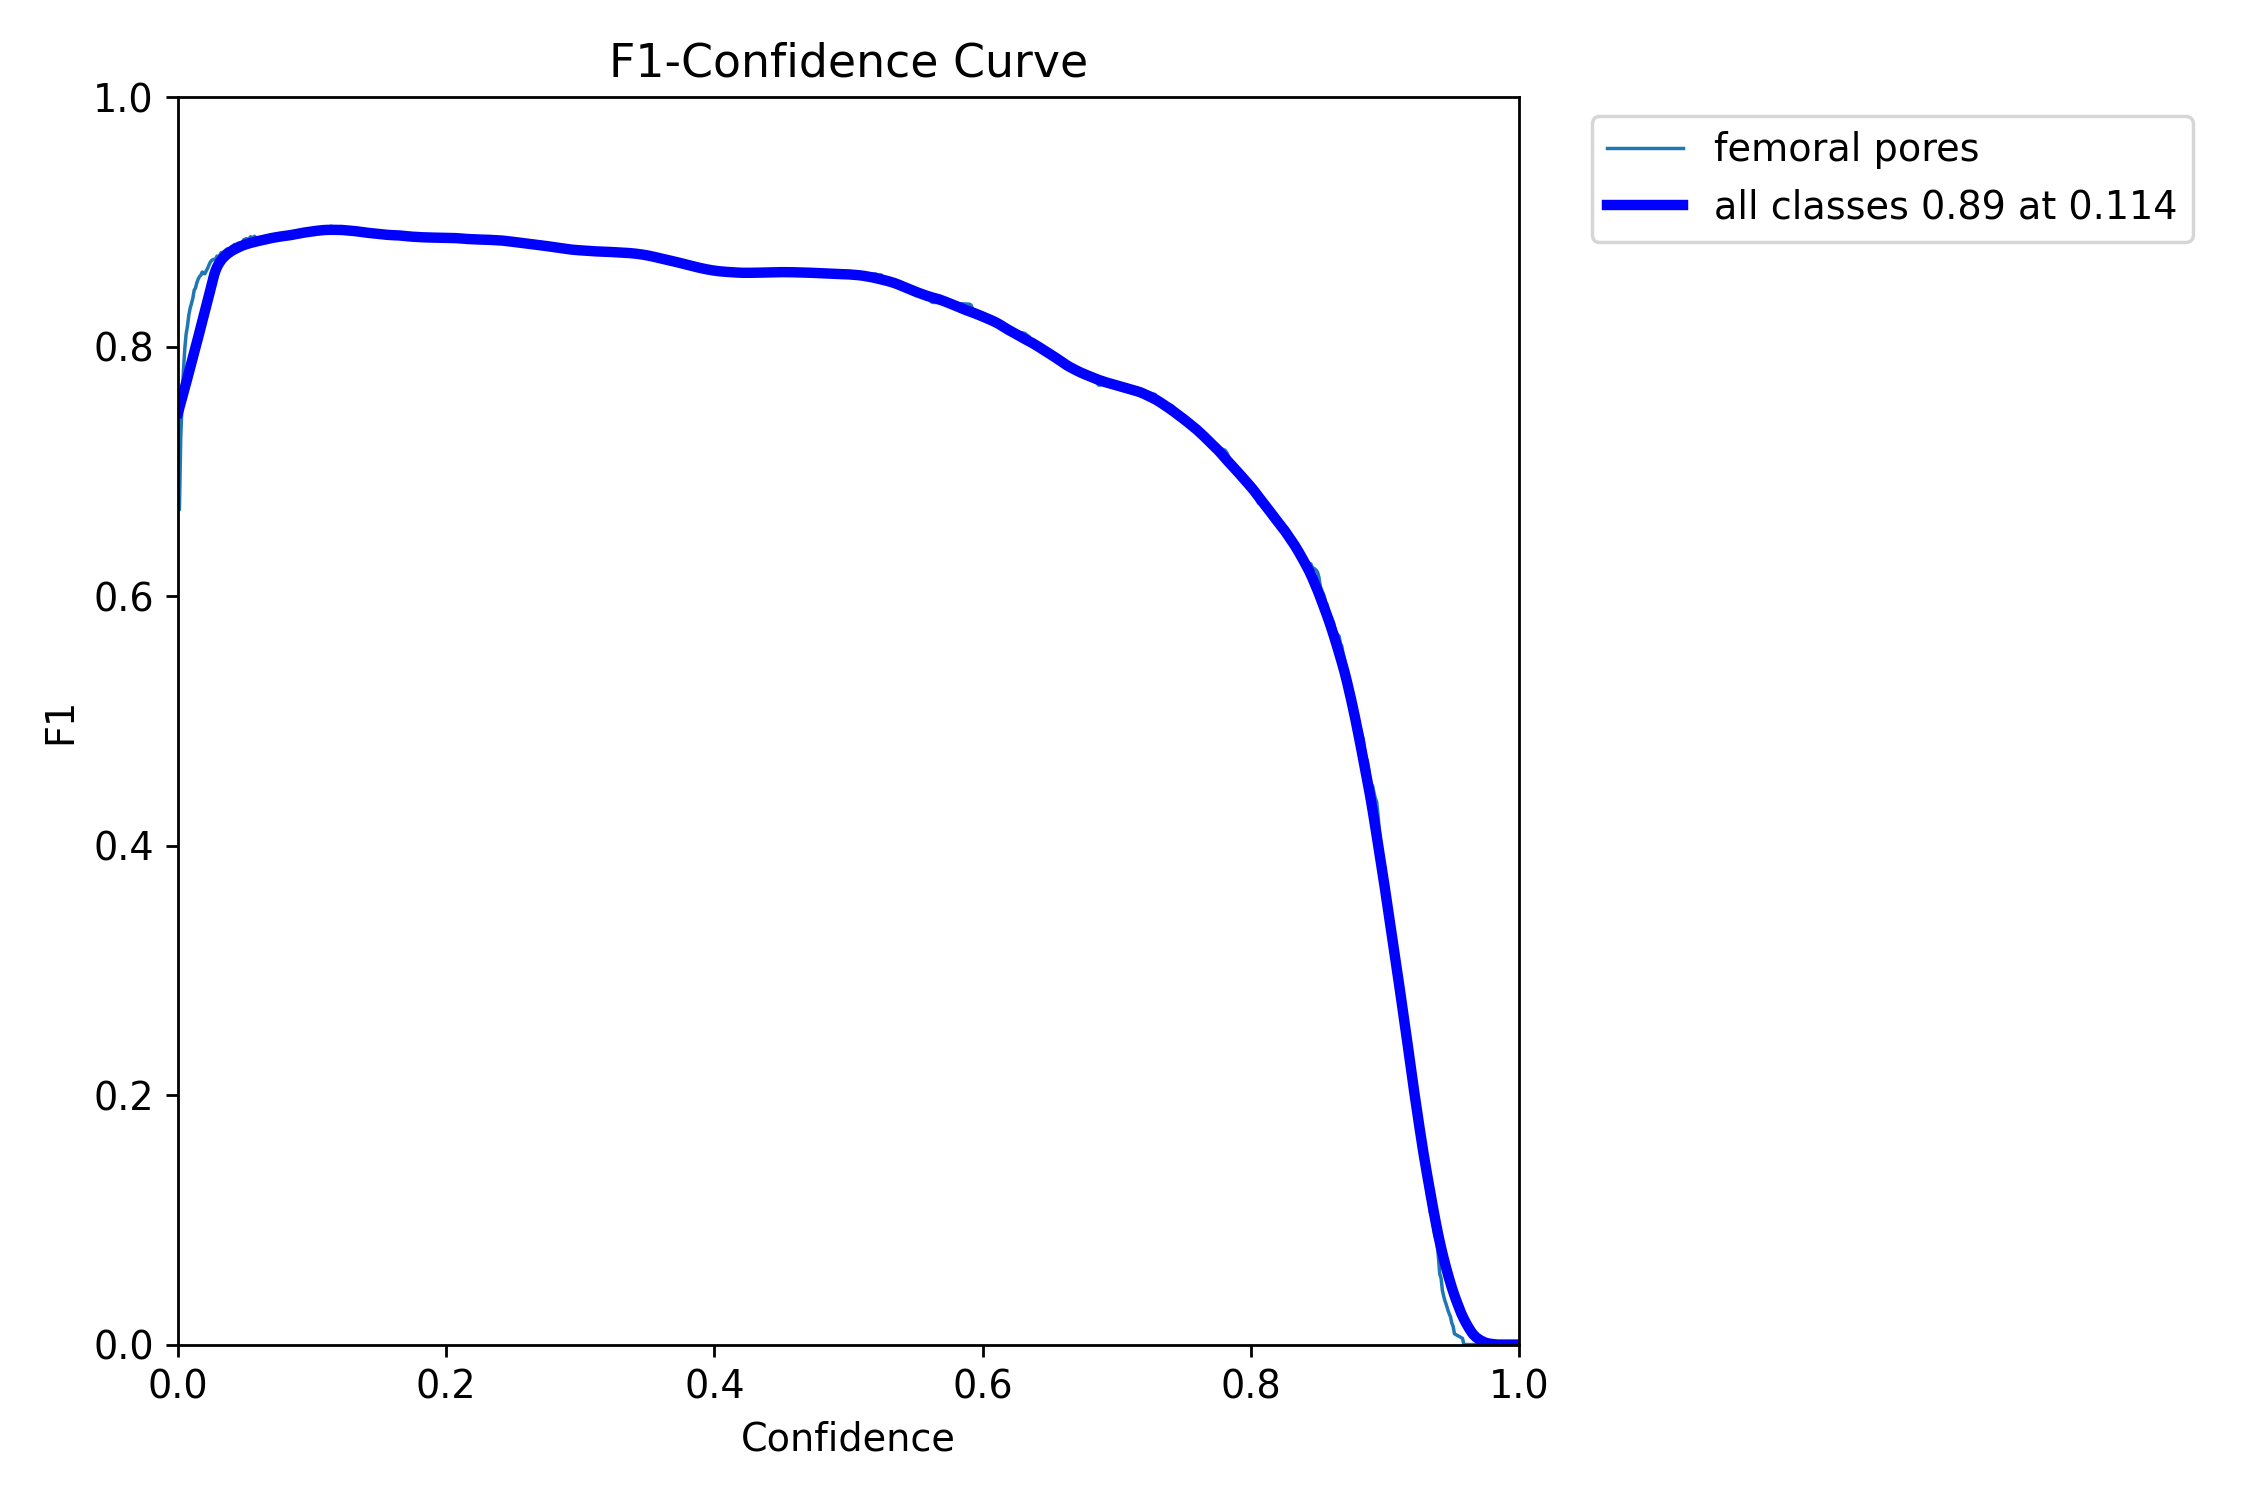 F1-Confidence Curve
1.0
0.8
0.6
0.4
0.2
0.0
F1
0.0 0.2 0.4 0.6 0.8 1.0
Confidence
femoral pores
all classes 0.89 at 0.114